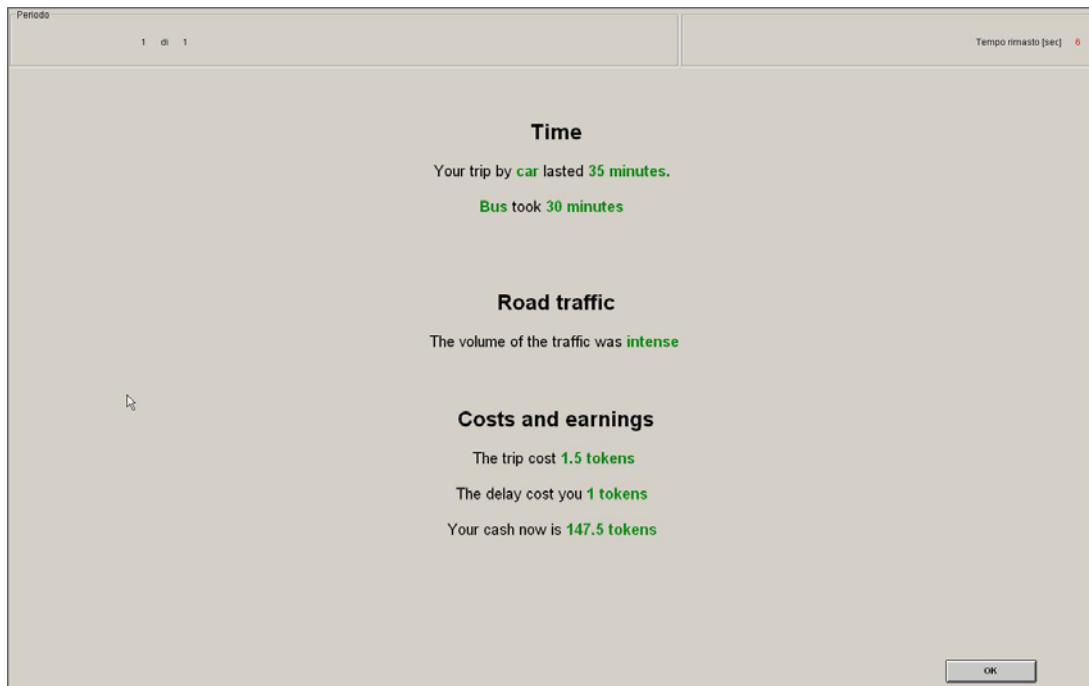 Periodo
1 di 1
Tempo rimasto [sec] 6
Time
Your trip by car lasted 35 minutes.
Bus took 30 minutes
Road traffic
The volume of the traffic was intense
Costs and earnings
The trip cost 1.5 tokens
The delay cost you 1 tokens
Your cash now is 147.5 tokens
OK